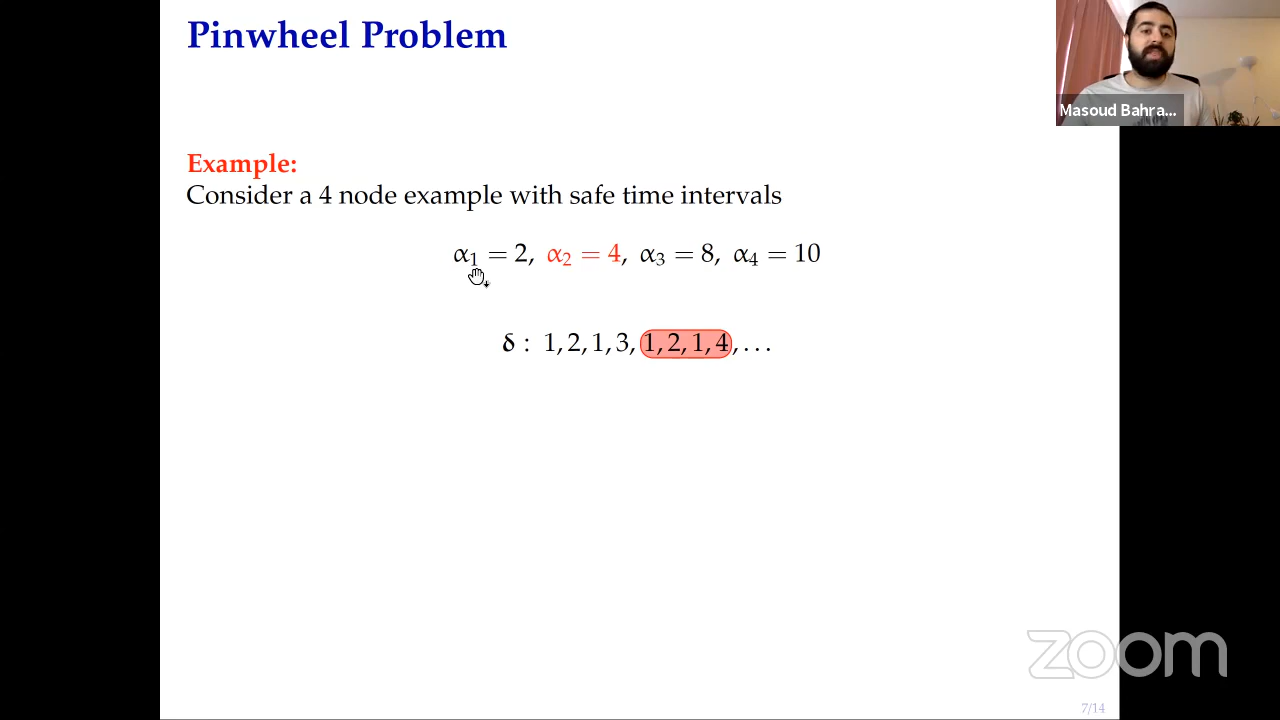 Pinwheel Problem
Masoud Bahra...
Example:
Consider a 4 node example with safe time intervals
α₁ = 2, α₂ = 4, α₃ = 8, α₄ = 10
δ : 1, 2, 1, 3, 1, 2, 1, 4, . . .
zoom
7/14